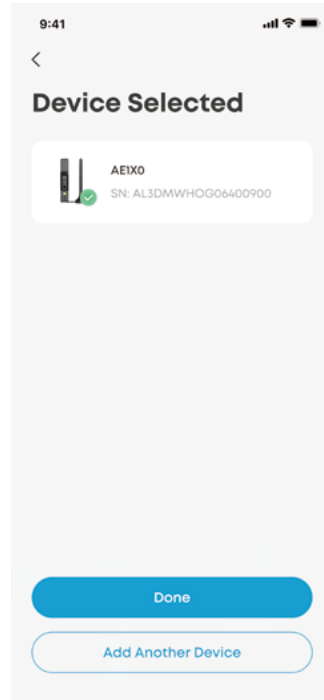 9:41
Device Selected
AE1X0
SN: AL3DMWHOG06400900
Done
Add Another Device